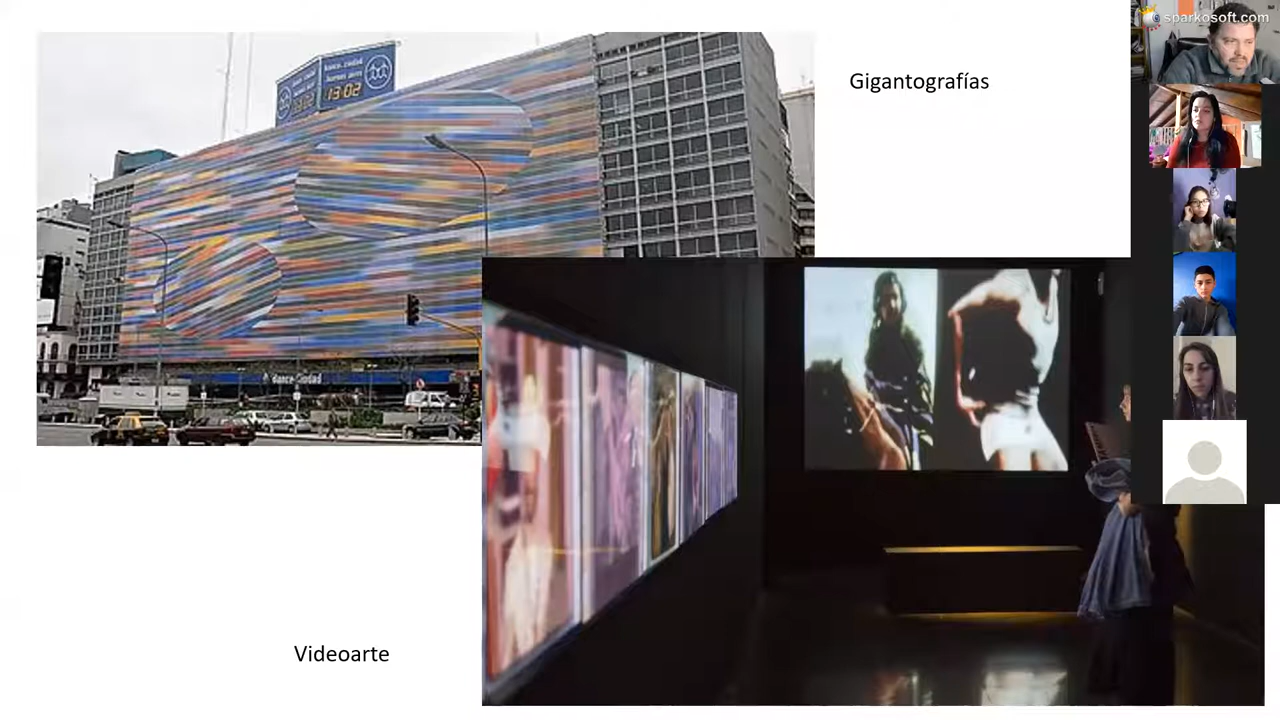 sparkosoft.com
Gigantografías
banco ciudad
buenos aires
13:02
banco Ciudad
Videoarte